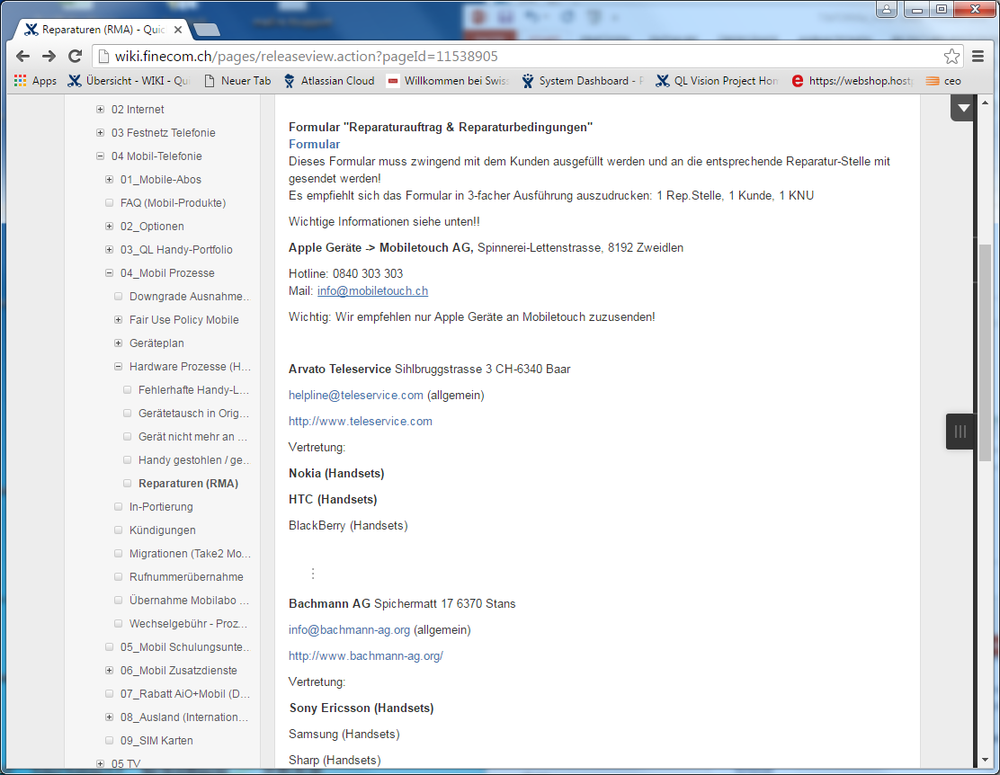 Reparaturen (RMA) - Quic
wiki.finecom.ch/pages/releaseview.action?pageId=11538905
Apps
Übersicht - WIKI - Qu
Neuer Tab
Atlassian Cloud
Willkommen bei Swiss
System Dashboard - P
QL Vision Project Hom
https://webshop.hostp
ceo
02 Internet
03 Festnetz Telefonie
04 Mobil-Telefonie
01_Mobile-Abos
FAQ (Mobil-Produkte)
02_Optionen
03_QL Handy-Portfolio
04_Mobil Prozesse
Downgrade Ausnahme...
Fair Use Policy Mobile
Geräteplan
Hardware Prozesse (H...
Fehlerhafte Handy-L...
Gerätetausch in Orig...
Gerät nicht mehr an ...
Handy gestohlen / ge...
Reparaturen (RMA)
In-Portierung
Kündigungen
Migrationen (Take2 Mo...
Rufnummerübernahme
Übernahme Mobilabo ...
Wechselgebühr - Proz...
05_Mobil Schulungsunte...
06_Mobil Zusatzdienste
07_Rabatt AiO+Mobil (D...
08_Ausland (Internation...
09_SIM Karten
05 TV
Formular "Reparaturauftrag & Reparaturbedingungen"
Formular
Dieses Formular muss zwingend mit dem Kunden ausgefüllt werden und an die entsprechende Reparatur-Stelle mit
gesendet werden!
Es empfiehlt sich das Formular in 3-facher Ausführung auszudrucken: 1 Rep.Stelle, 1 Kunde, 1 KNU
Wichtige Informationen siehe unten!!
Apple Geräte -> Mobiletouch AG, Spinnerei-Lettenstrasse, 8192 Zweidlen
Hotline: 0840 303 303
Mail: info@mobiletouch.ch
Wichtig: Wir empfehlen nur Apple Geräte an Mobiletouch zuzusenden!
Arvato Teleservice Sihlbruggstrasse 3 CH-6340 Baar
helpline@teleservice.com (allgemein)
http://www.teleservice.com
Vertretung:
Nokia (Handsets)
HTC (Handsets)
BlackBerry (Handsets)
Bachmann AG Spichermatt 17 6370 Stans
info@bachmann-ag.org (allgemein)
http://www.bachmann-ag.org/
Vertretung:
Sony Ericsson (Handsets)
Samsung (Handsets)
Sharp (Handsets)